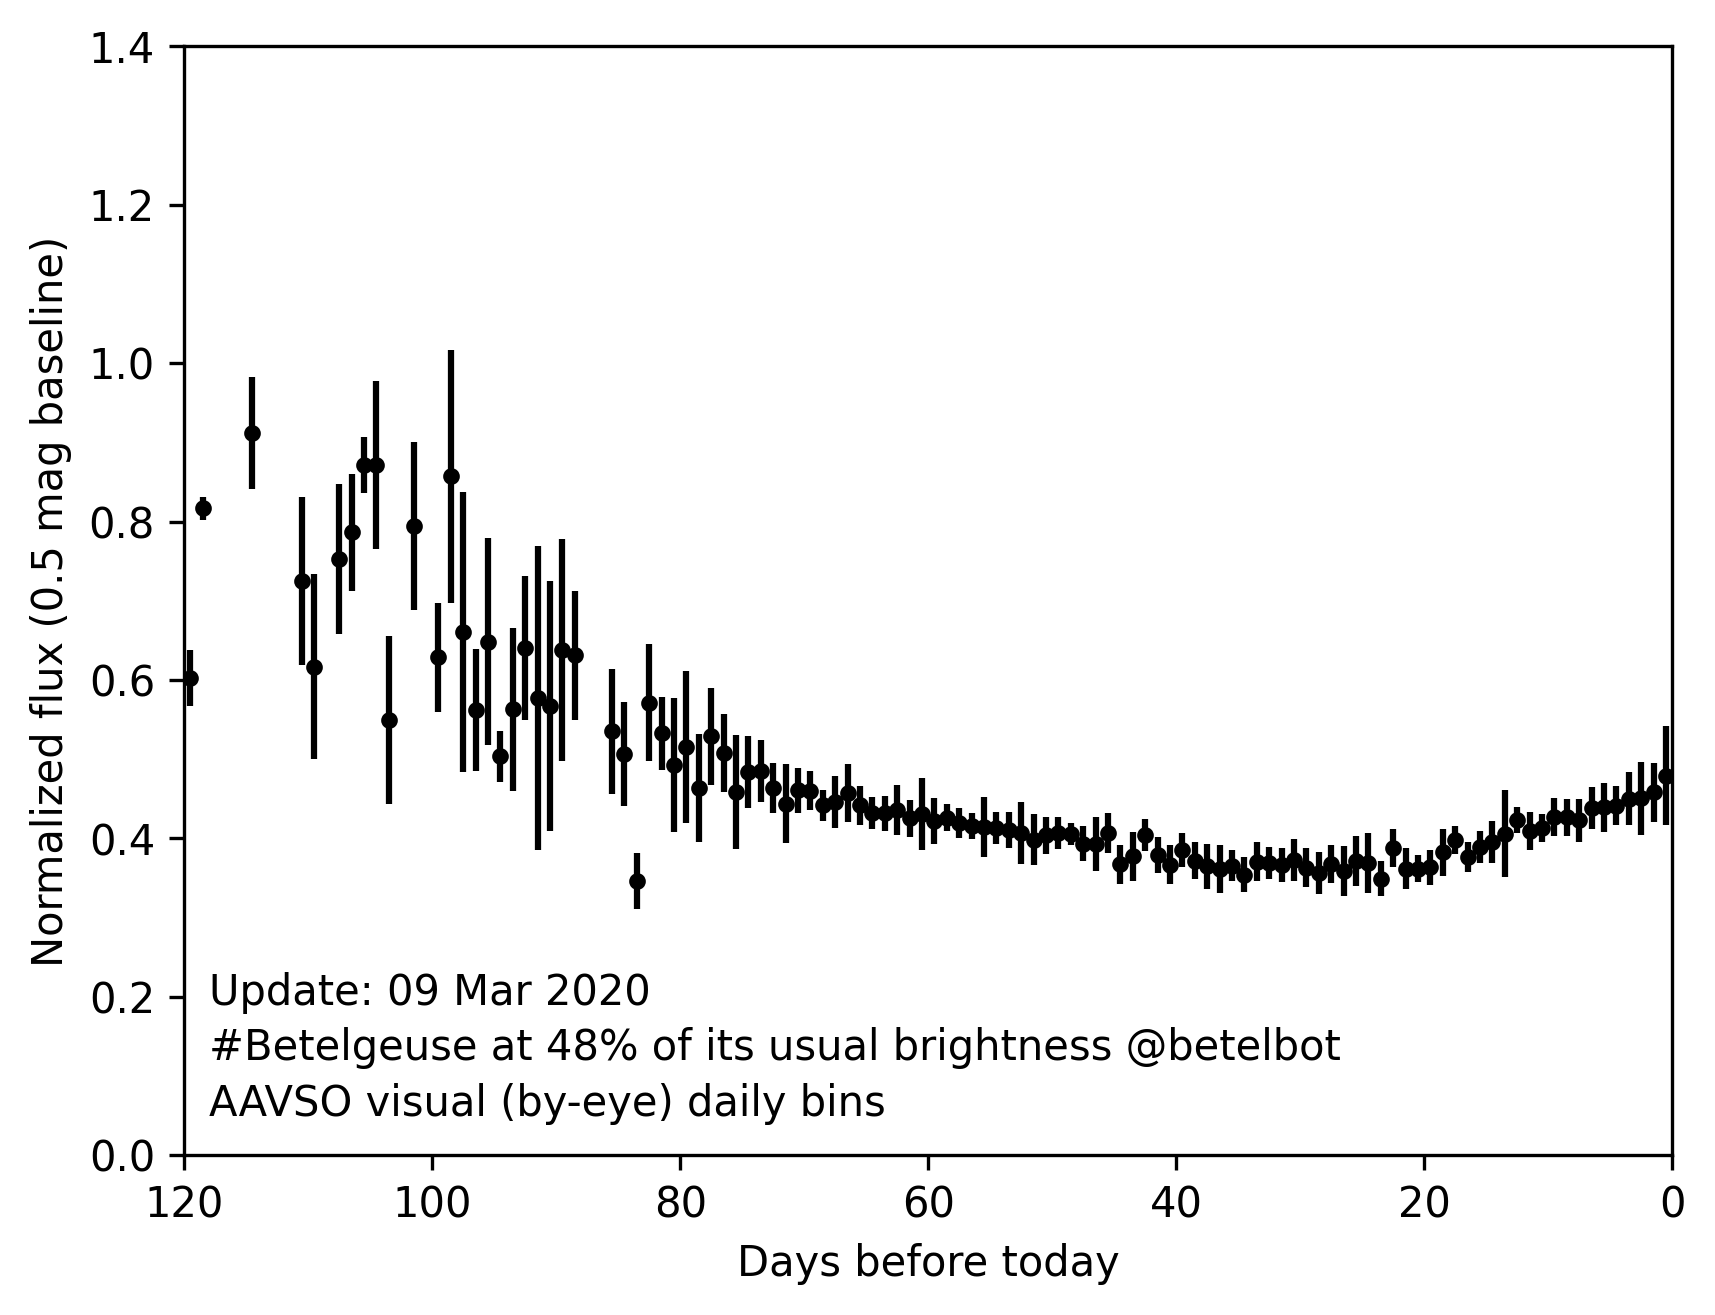 1.4
1.2
1.0
0.8
0.6
0.4
0.2
0.0
Normalized flux (0.5 mag baseline)
Update: 09 Mar 2020
#Betelgeuse at 48% of its usual brightness @betelbot
AAVSO visual (by-eye) daily bins
120 100 80 60 40 20 0
Days before today